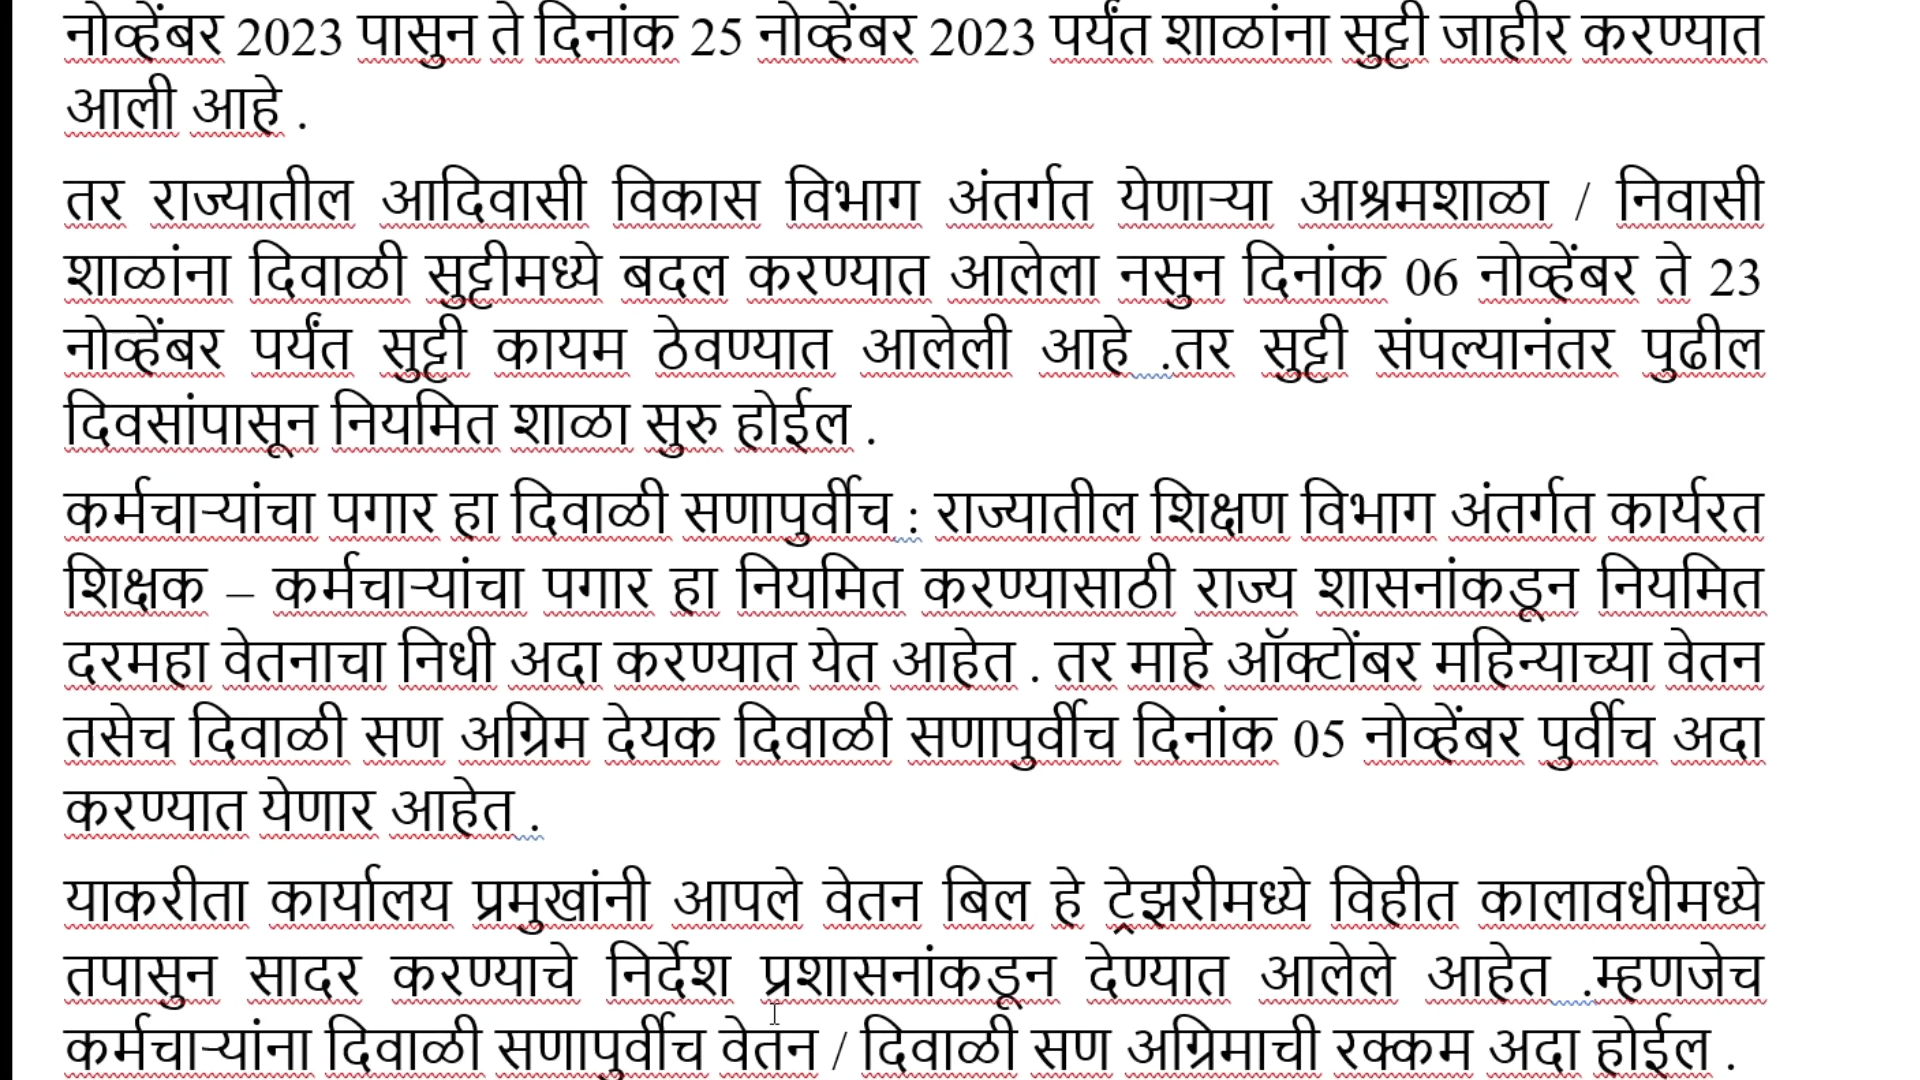 नोव्हेंबर 2023 पासुन ते दिनांक 25 नोव्हेंबर 2023 पर्यंत शाळांना सुट्टी जाहीर करण्यात
आली आहे .
तर राज्यातील आदिवासी विकास विभाग अंतर्गत येणाऱ्या आश्रमशाळा / निवासी
शाळांना दिवाळी सुट्टीमध्ये बदल करण्यात आलेला नसुन दिनांक 06 नोव्हेंबर ते 23
नोव्हेंबर पर्यंत सुट्टी कायम ठेवण्यात आलेली आहे .तर सुट्टी संपल्यानंतर पुढील
दिवसांपासून नियमित शाळा सुरु होईल .
कर्मचाऱ्यांचा पगार हा दिवाळी सणापुर्वीच : राज्यातील शिक्षण विभाग अंतर्गत कार्यरत
शिक्षक – कर्मचाऱ्यांचा पगार हा नियमित करण्यासाठी राज्य शासनांकडून नियमित
दरमहा वेतनाचा निधी अदा करण्यात येत आहेत . तर माहे ऑक्टोंबर महिन्याच्या वेतन
तसेच दिवाळी सण अग्रिम देयक दिवाळी सणापुर्वीच दिनांक 05 नोव्हेंबर पुर्वीच अदा
करण्यात येणार आहेत .
याकरीता कार्यालय प्रमुखांनी आपले वेतन बिल हे ट्रेझरीमध्ये विहीत कालावधीमध्ये
तपासुन सादर करण्याचे निर्देश प्रशासनांकडून देण्यात आलेले आहेत .म्हणजेच
कर्मचाऱ्यांना दिवाळी सणापुर्वीच वेतन / दिवाळी सण अग्रिमाची रक्कम अदा होईल .